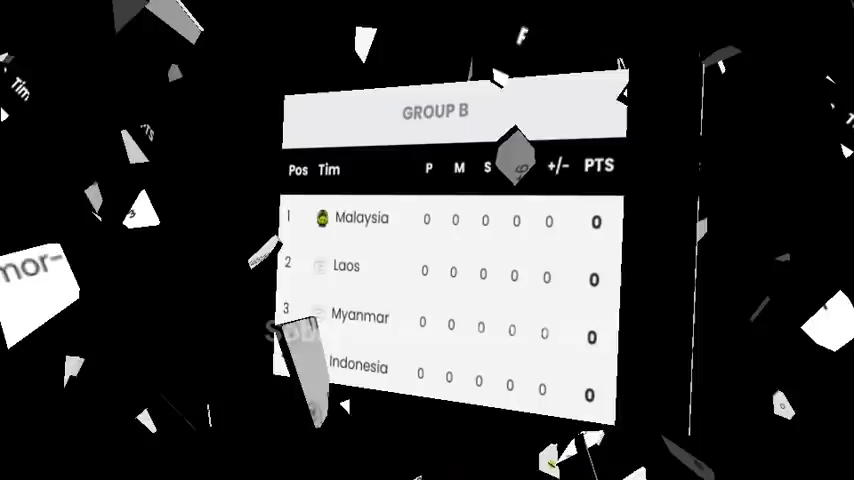 GROUP B
Pos Tim P M S +/- PTS
1 Malaysia 0 0 0 0 0 0
2 Laos 0 0 0 0 0 0
3 Myanmar 0 0 0 0 0 0
Indonesia 0 0 0 0 0 0
Tim
mor-
F